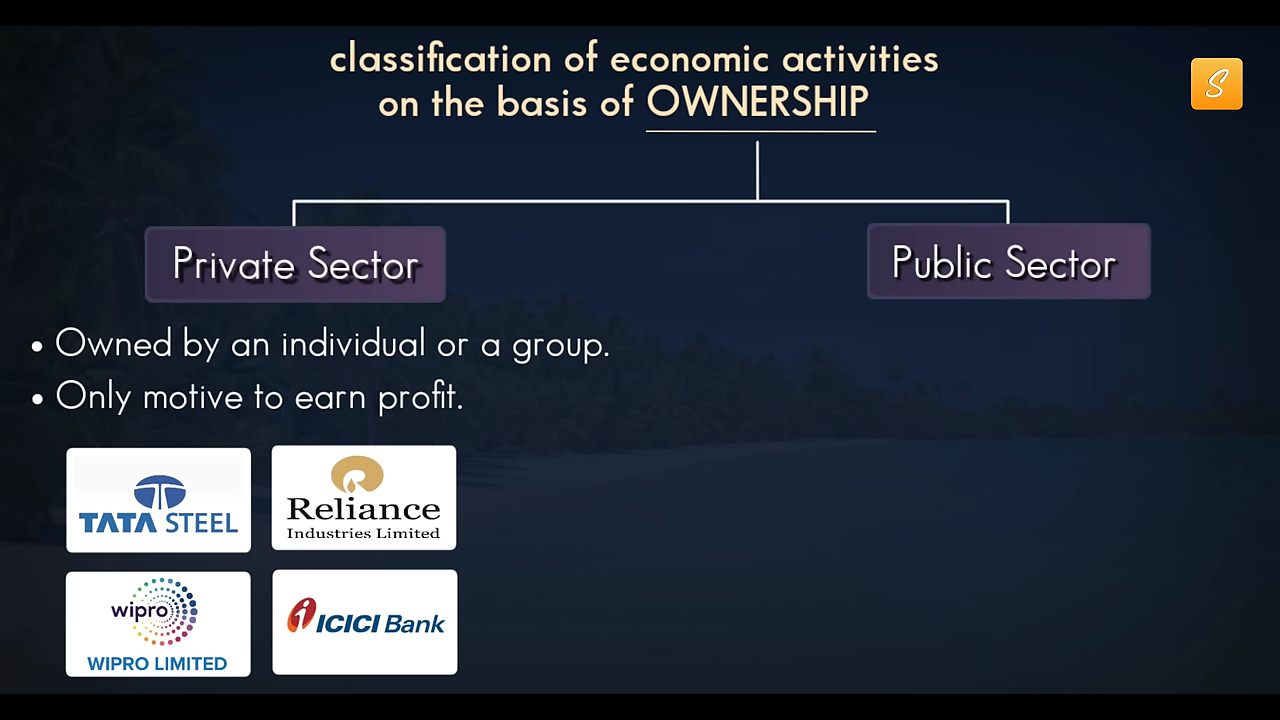 classification of economic activities
on the basis of OWNERSHIP
S
Private Sector
Public Sector
• Owned by an individual or a group.
• Only motive to earn profit.
TATA STEEL
Reliance
Industries Limited
wipro
WIPRO LIMITED
i ICICI Bank